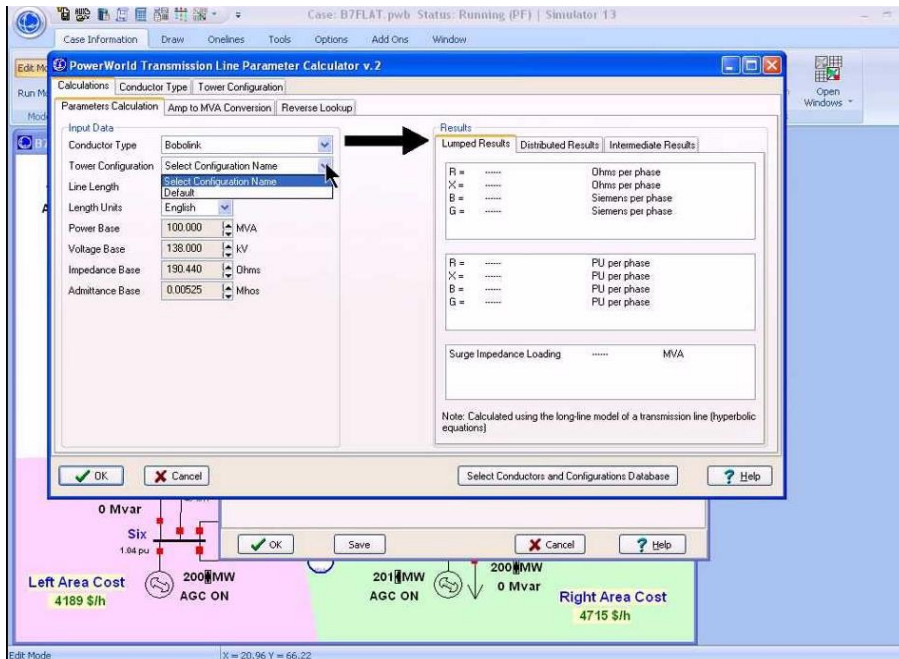 Case: B7FLAT.pwb Status: Running (PF) | Simulator 13
Case Information Draw Onelines Tools Options Add Ons Window
Edit Mo
Run Mo
Mod
Open
Windows
PowerWorld Transmission Line Parameter Calculator v.2
Calculations Conductor Type Tower Configuration
Parameters Calculation Amp to MVA Conversion Reverse Lookup
Input Data
Conductor Type Bobolink
Tower Configuration Select Configuration Name
Select Configuration Name
Default
Line Length
Length Units English
Power Base 100.000 MVA
Voltage Base 138.000 kV
Impedance Base 190.440 Ohms
Admittance Base 0.00525 Mhos
Results
Lumped Results Distributed Results Intermediate Results
R = ------ Ohms per phase
X = ------ Ohms per phase
B = ------ Siemens per phase
G = ------ Siemens per phase
R = ------ PU per phase
X = ------ PU per phase
B = ------ PU per phase
G = ------ PU per phase
Surge Impedance Loading ------ MVA
Note: Calculated using the long-line model of a transmission line (hyperbolic
equations)
OK Cancel Select Conductors and Configurations Database Help
0 Mvar
Six
1.04 pu
OK Save Cancel Help
Left Area Cost
4189 $/h
200 MW
AGC ON
201 MW
AGC ON
200 MW
0 Mvar
Right Area Cost
4715 $/h
Edit Mode X = 20.96 Y = 66.22